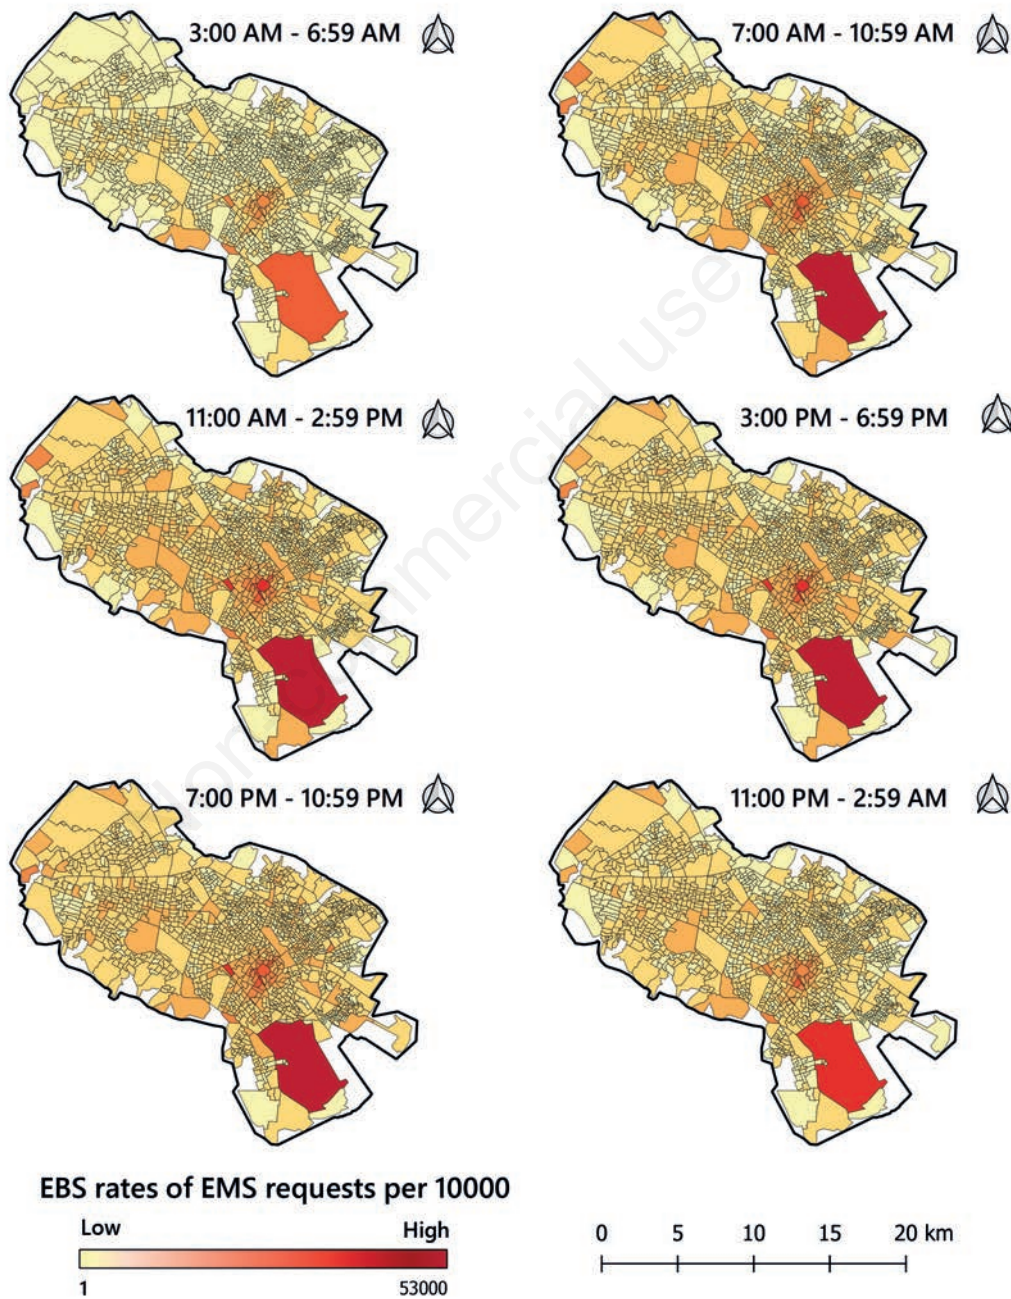 3:00 AM - 6:59 AM
7:00 AM - 10:59 AM
11:00 AM - 2:59 PM
3:00 PM - 6:59 PM
7:00 PM - 10:59 PM
11:00 PM - 2:59 AM
EBS rates of EMS requests per 10000
Low High
1 53000
0 5 10 15 20 km
commercial use